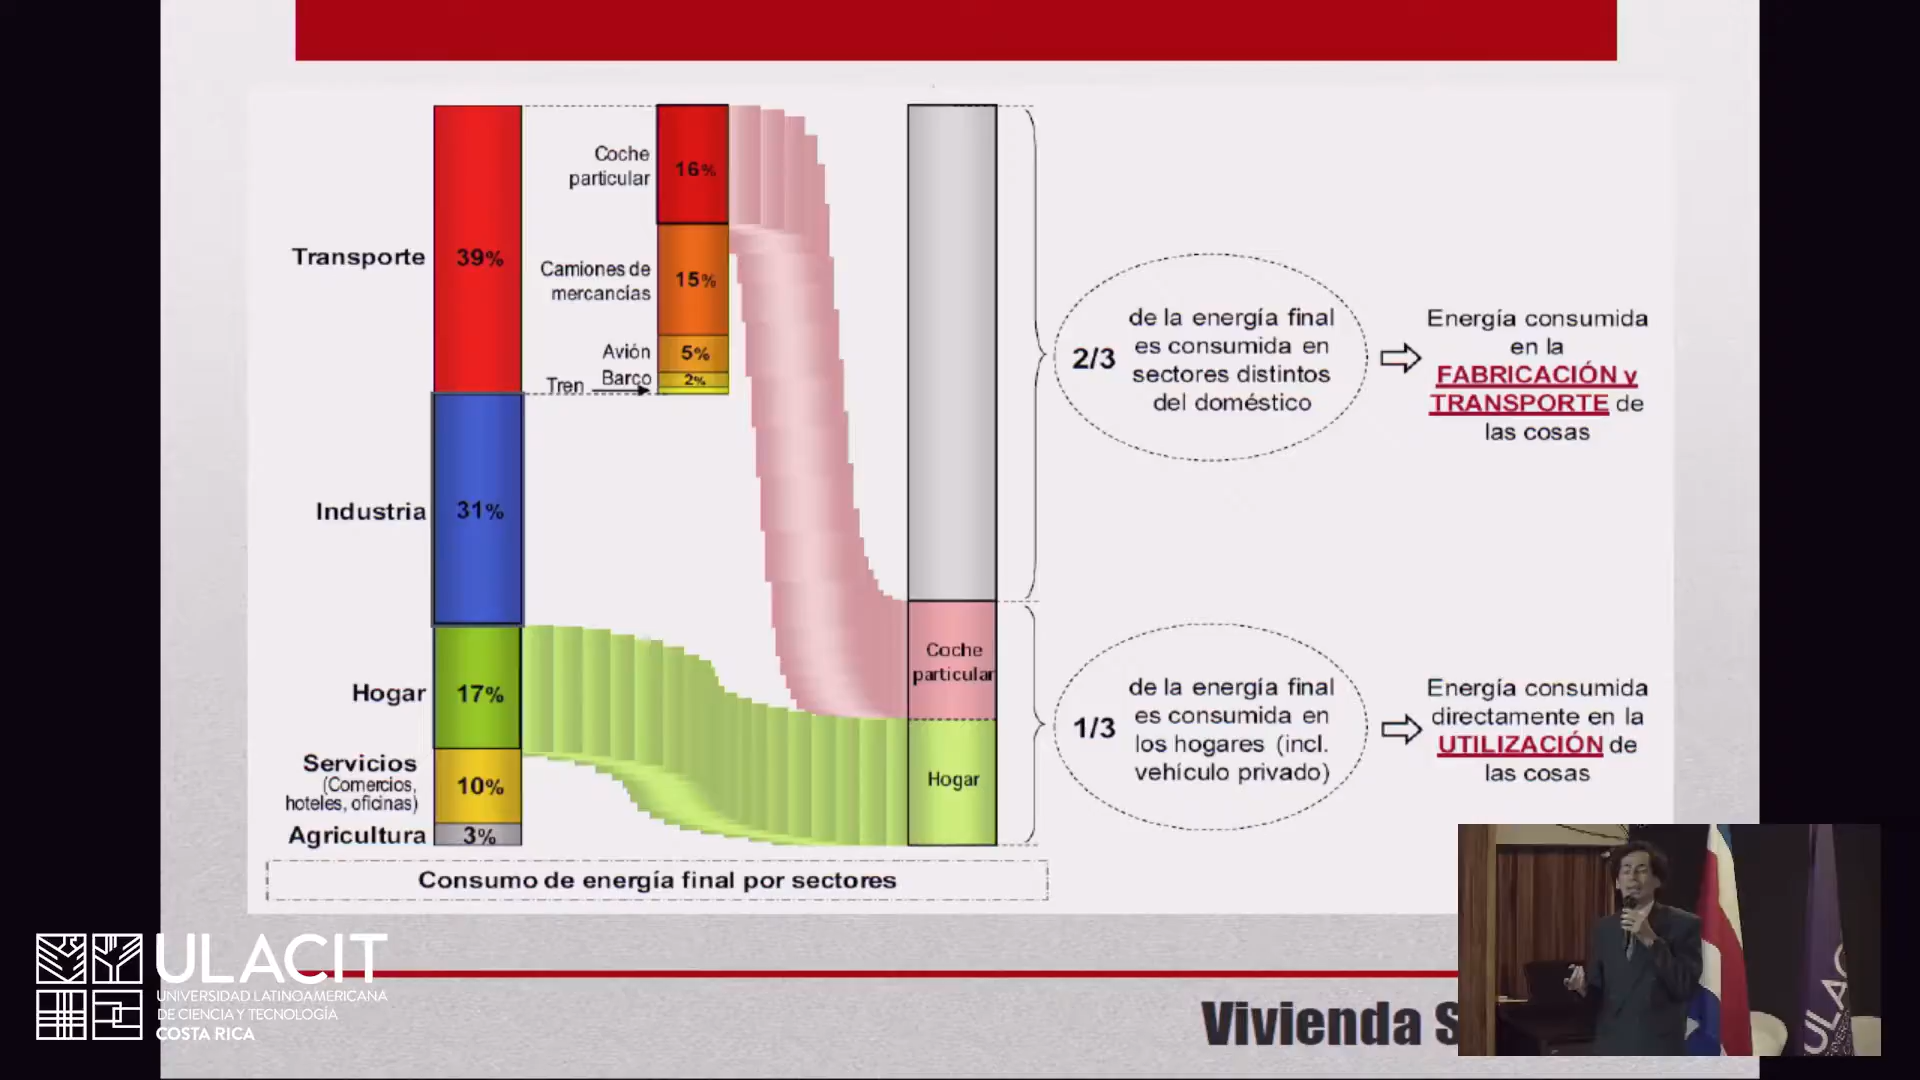 Transporte
39%
Industria
31%
Hogar
17%
Servicios
(Comercios,
hoteles, oficinas)
10%
Agricultura
3%
Coche
particular
16%
Camiones de
mercancías
15%
Avión
5%
Barco
2%
Tren
Coche
particular
Hogar
2/3
de la energía final
es consumida en
sectores distintos
del doméstico
Energía consumida
en la
FABRICACIÓN y
TRANSPORTE de
las cosas
1/3
de la energía final
es consumida en
los hogares (incl.
vehículo privado)
Energía consumida
directamente en la
UTILIZACIÓN de
las cosas
Consumo de energía final por sectores
ULACIT
UNIVERSIDAD LATINOAMERICANA
DE CIENCIA Y TECNOLOGÍA
COSTA RICA
Vivienda S
ULAC